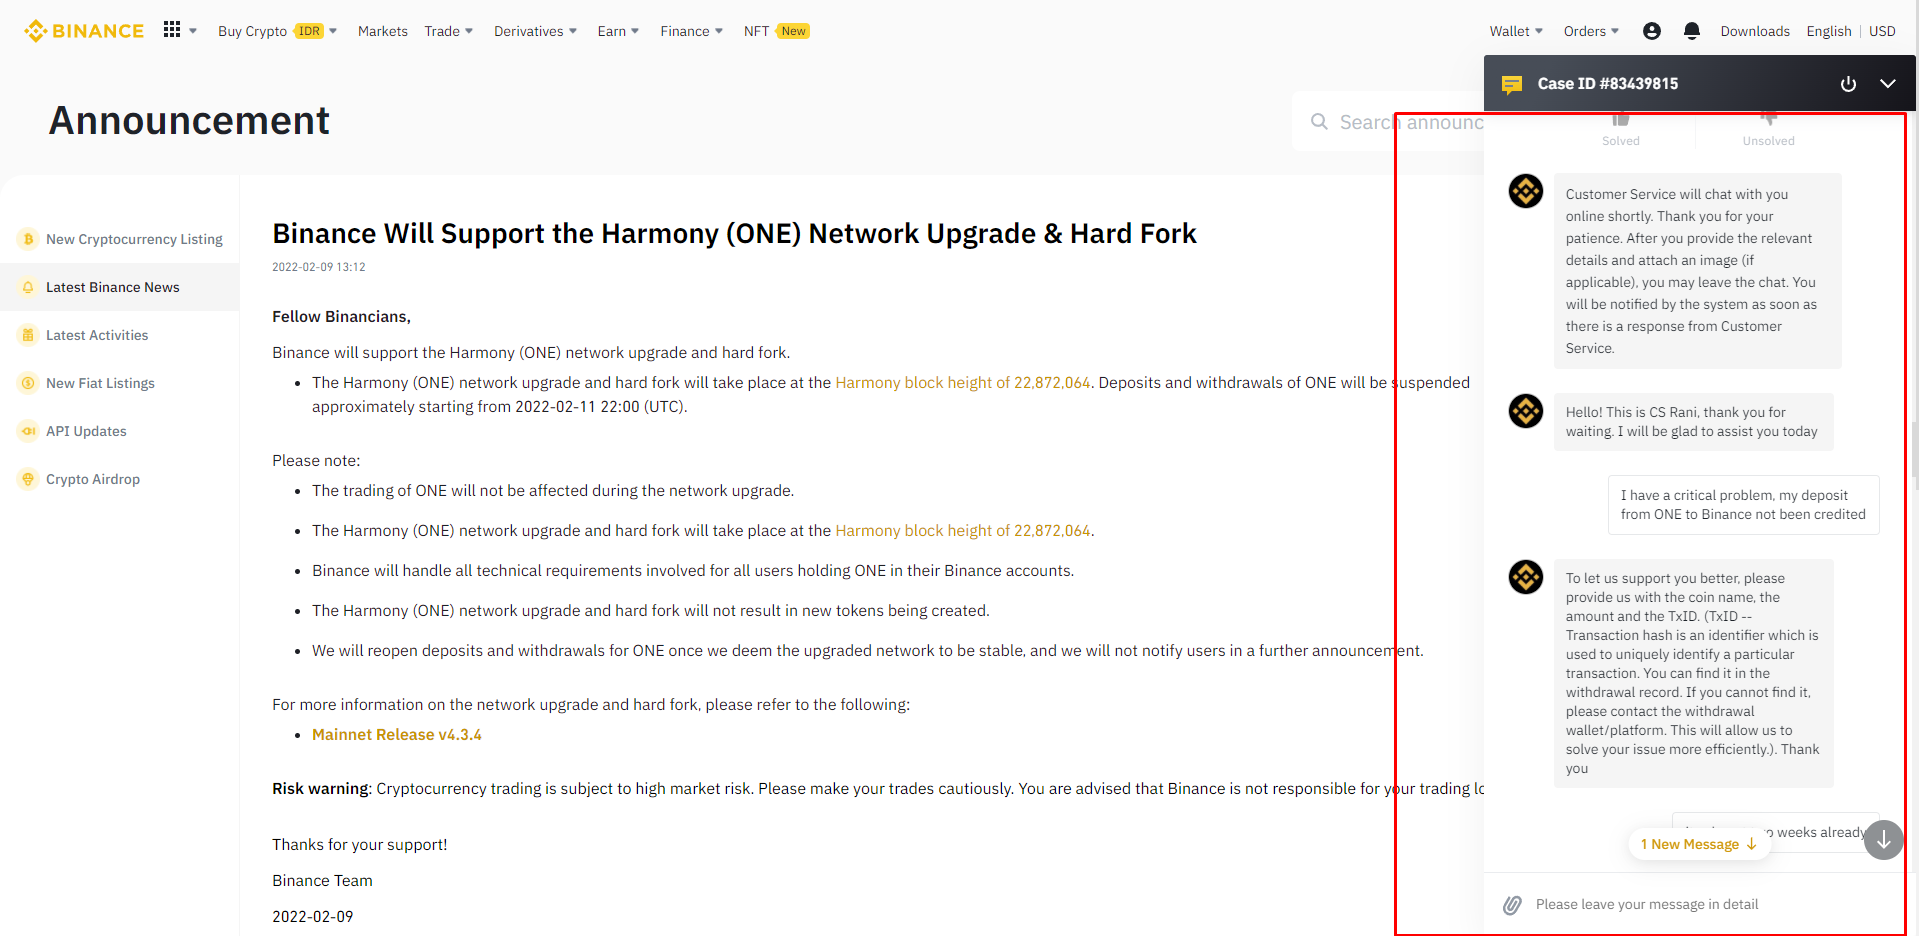 BINANCE
Buy Crypto IDR
Markets
Trade
Derivatives
Earn
Finance
NFT New
Wallet
Orders
Downloads
English | USD
Announcement
Search announc
New Cryptocurrency Listing
Latest Binance News
Latest Activities
New Fiat Listings
API Updates
Crypto Airdrop
Binance Will Support the Harmony (ONE) Network Upgrade & Hard Fork
2022-02-09 13:12
Fellow Binancians,
Binance will support the Harmony (ONE) network upgrade and hard fork.
• The Harmony (ONE) network upgrade and hard fork will take place at the Harmony block height of 22,872,064. Deposits and withdrawals of ONE will be suspended
approximately starting from 2022-02-11 22:00 (UTC).
Please note:
• The trading of ONE will not be affected during the network upgrade.
• The Harmony (ONE) network upgrade and hard fork will take place at the Harmony block height of 22,872,064.
• Binance will handle all technical requirements involved for all users holding ONE in their Binance accounts.
• The Harmony (ONE) network upgrade and hard fork will not result in new tokens being created.
• We will reopen deposits and withdrawals for ONE once we deem the upgraded network to be stable, and we will not notify users in a further announcement.
For more information on the network upgrade and hard fork, please refer to the following:
• Mainnet Release v4.3.4
Risk warning: Cryptocurrency trading is subject to high market risk. Please make your trades cautiously. You are advised that Binance is not responsible for your trading lo
Thanks for your support!
Binance Team
2022-02-09
Case ID #83439815
Solved
Unsolved
Customer Service will chat with you
online shortly. Thank you for your
patience. After you provide the relevant
details and attach an image (if
applicable), you may leave the chat. You
will be notified by the system as soon as
there is a response from Customer
Service.
Hello! This is CS Rani, thank you for
waiting. I will be glad to assist you today
I have a critical problem, my deposit
from ONE to Binance not been credited
To let us support you better, please
provide us with the coin name, the
amount and the TxID. (TxID --
Transaction hash is an identifier which is
used to uniquely identify a particular
transaction. You can find it in the
withdrawal record. If you cannot find it,
please contact the withdrawal
wallet/platform. This will allow us to
solve your issue more efficiently.). Thank
you
weeks already
1 New Message ↓
Please leave your message in detail